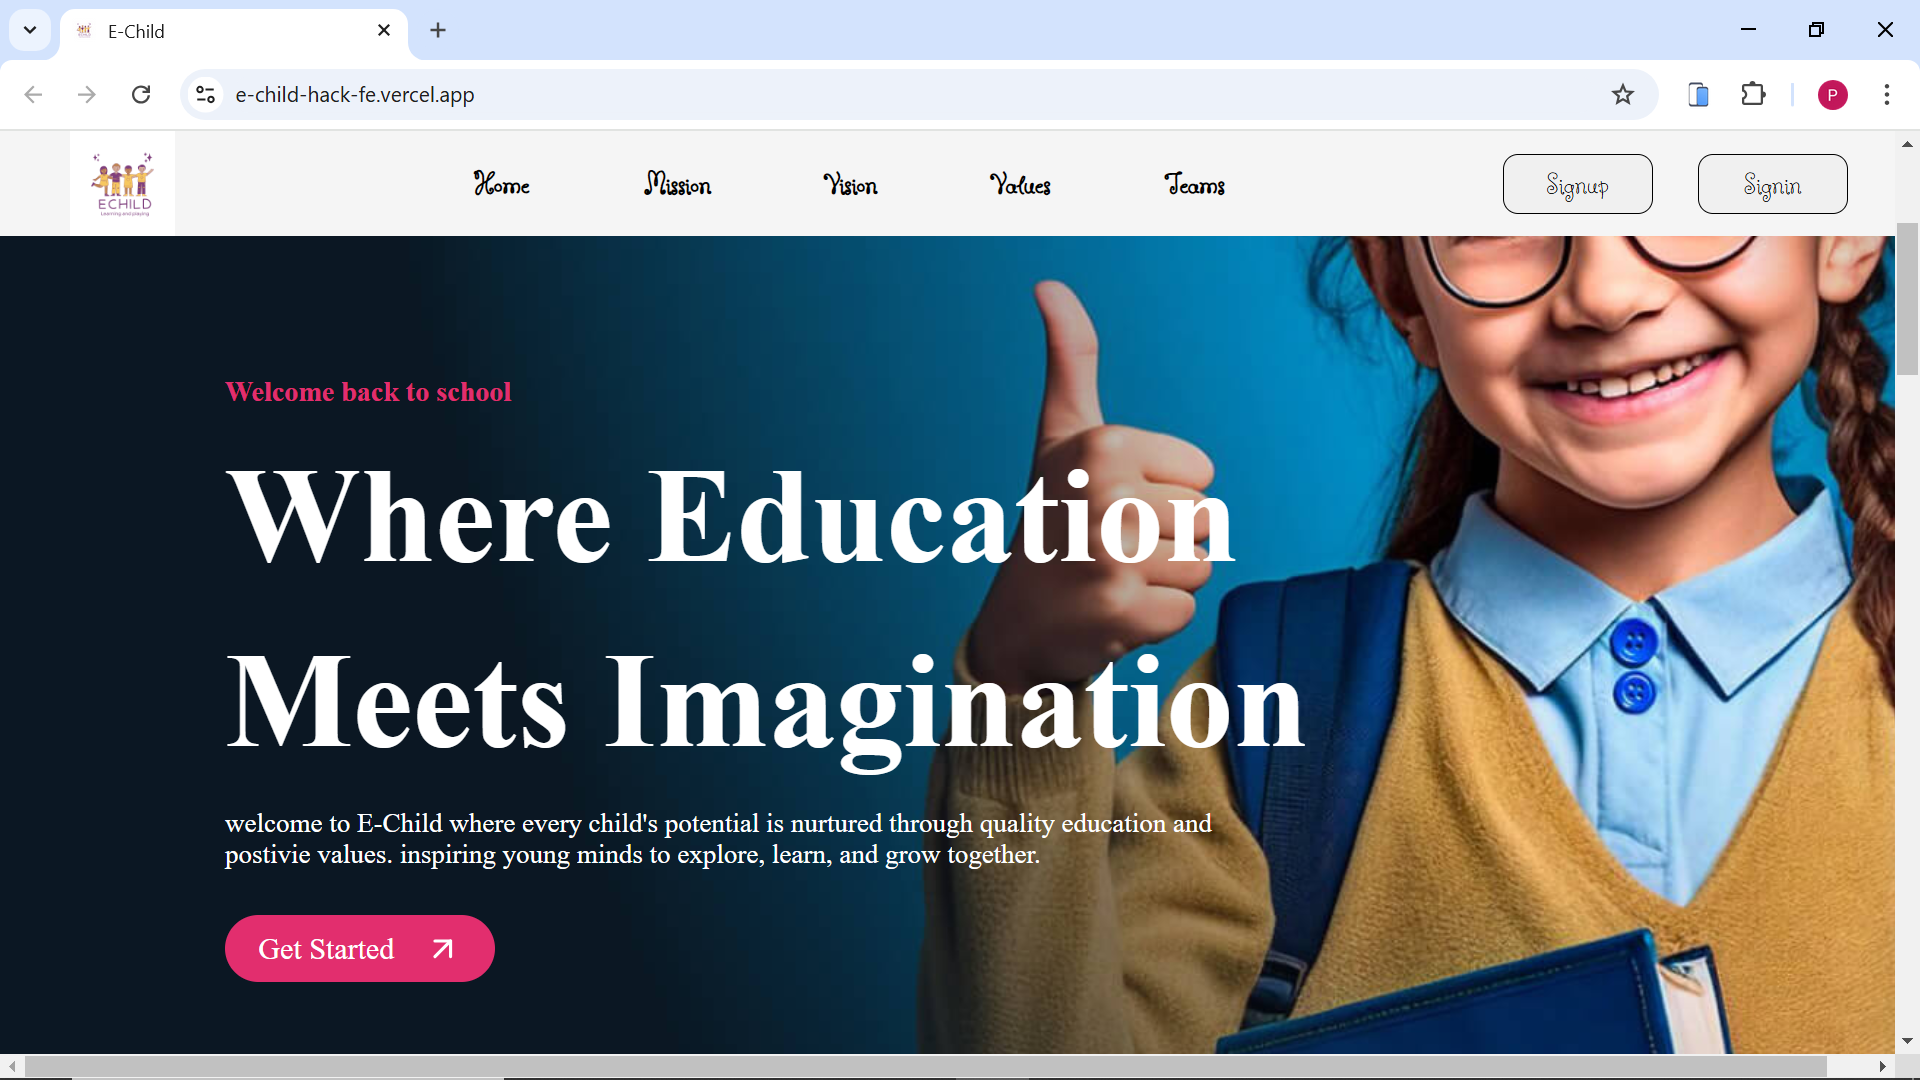 E-Child
e-child-hack-fe.vercel.app
P
ECHILD
Learning and playing
Home
Mission
Vision
Values
Teams
Signup
Signin
Welcome back to school
Where Education
Meets Imagination
welcome to E-Child where every child's potential is nurtured through quality education and
postivie values. inspiring young minds to explore, learn, and grow together.
Get Started